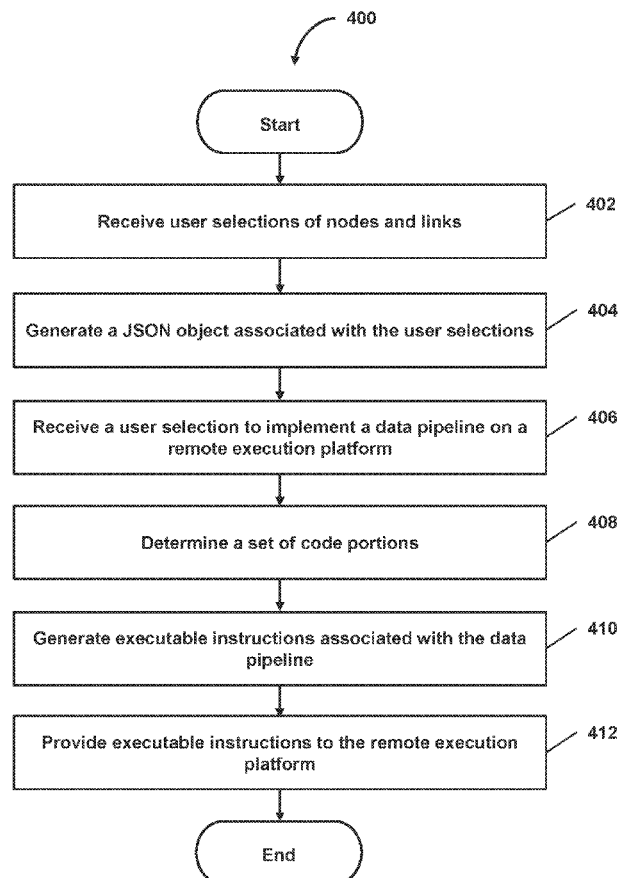 400
Start
Receive user selections of nodes and links
402
Generate a JSON object associated with the user selections
404
Receive a user selection to implement a data pipeline on a
remote execution platform
406
Determine a set of code portions
408
Generate executable instructions associated with the data
pipeline
410
Provide executable instructions to the remote execution
platform
412
End